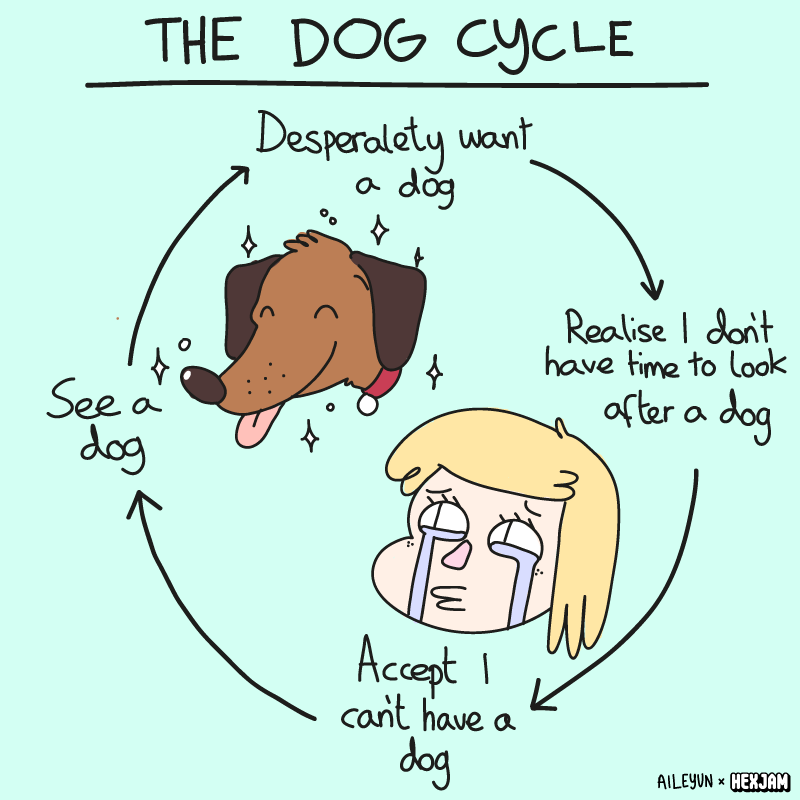 THE DOG CYCLE
Desperalety want
a dog
Realise I don't
have time to look
after a dog
See a
dog
Accept I
can't have a
dog
AILEYUN × HEXJAM